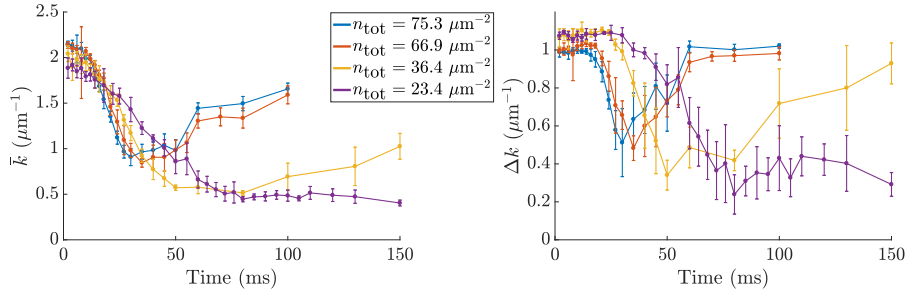 2.5
2
1.5
1
0.5
0
k̄ (μm⁻¹)
0
50
100
150
Time (ms)
n_tot = 75.3 μm⁻²
n_tot = 66.9 μm⁻²
n_tot = 36.4 μm⁻²
n_tot = 23.4 μm⁻²
1
0.8
0.6
0.4
0.2
0
Δk (μm⁻¹)
0
50
100
150
Time (ms)